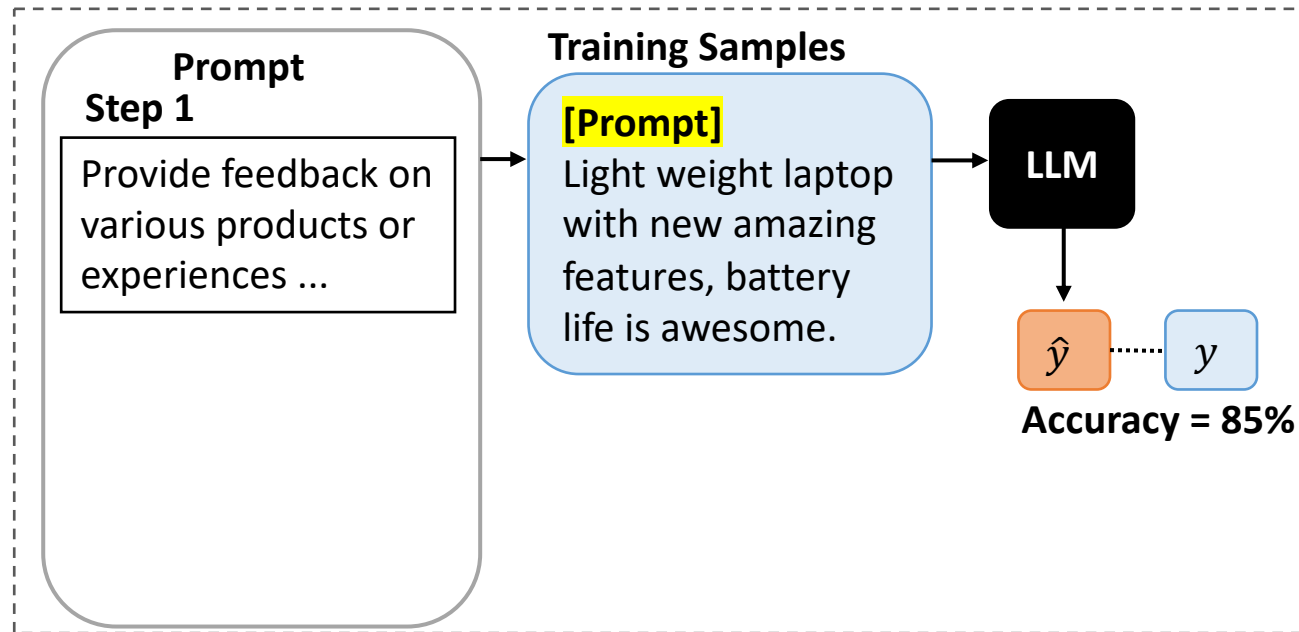 Prompt
Step 1
Provide feedback on
various products or
experiences ...
Training Samples
[Prompt]
Light weight laptop
with new amazing
features, battery
life is awesome.
LLM
ŷ
y
Accuracy = 85%